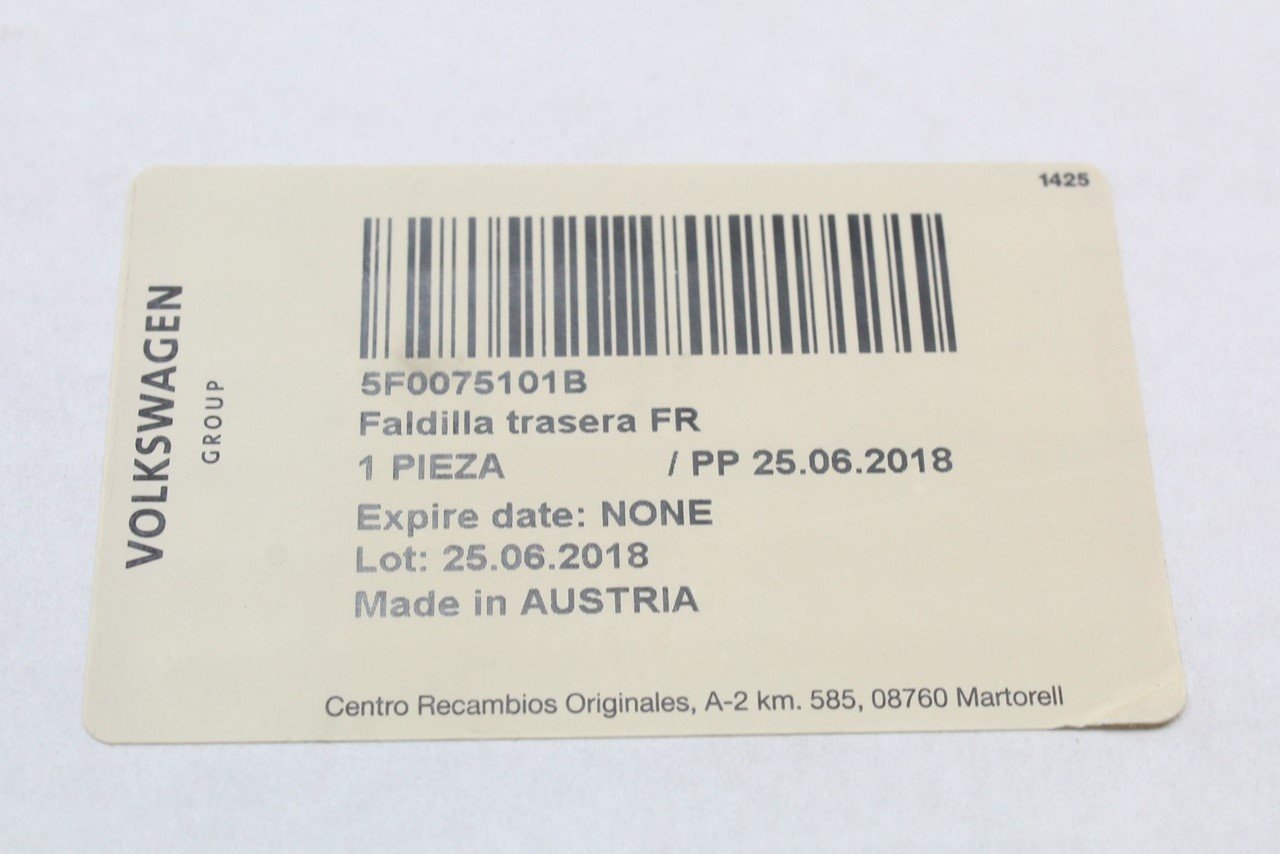 1425
VOLKSWAGEN
GROUP
5F0075101B
Faldilla trasera FR
1 PIEZA / PP 25.06.2018
Expire date: NONE
Lot: 25.06.2018
Made in AUSTRIA
Centro Recambios Originales, A-2 km. 585, 08760 Martorell